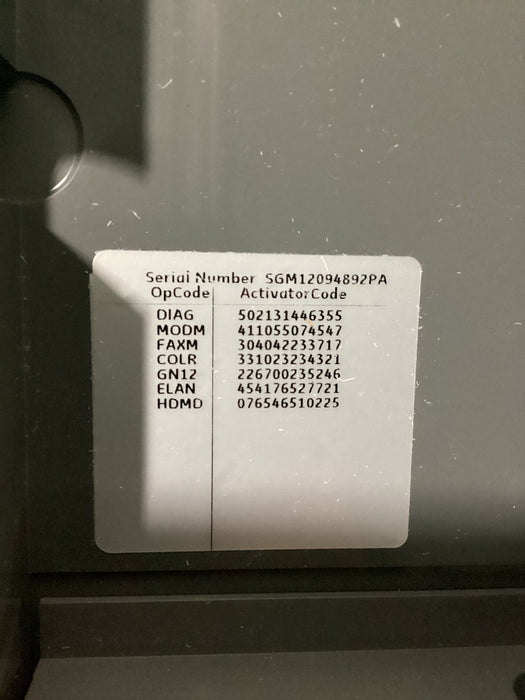 Serial Number SGM12094892PA
OpCode ActivatorCode
DIAG 502131446355
MODM 411055074547
FAXM 304042233717
COLR 331023234321
GN12 226700235246
ELAN 454176527721
HDMD 076546510225